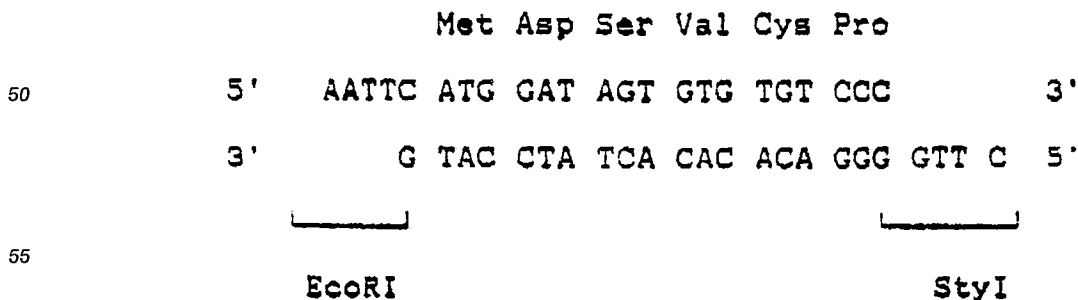 Met Asp Ser Val Cys Pro
50 5' AATTC ATG GAT AGT GTG TGT CCC 3'
3' G TAC CTA TCA CAC ACA GGG GTT C 5'
55
EcoRI StyI